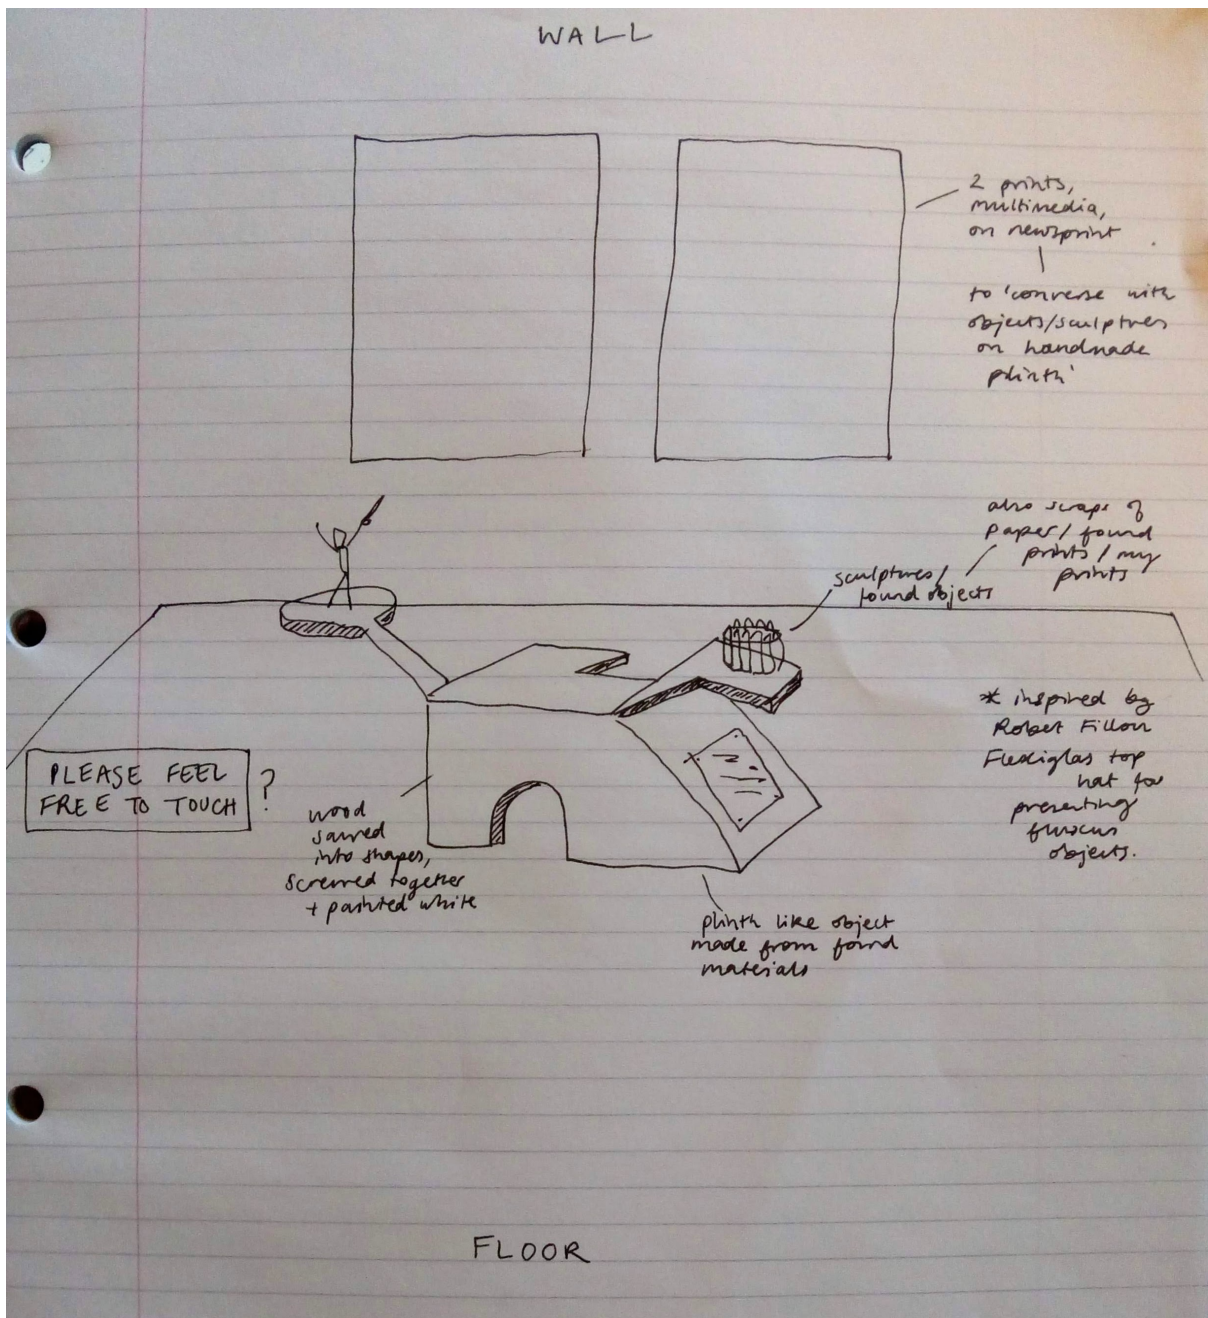 WALL
2 prints,
multimedia,
on newsprint
to 'converse with
objects/sculptures
on handmade
plinth'
also scraps of
paper/found
prints/my
prints
sculptures/
found objects
* inspired by
Robert Fillou
Flexiglas top
hat for
presenting
fluxus
objects.
PLEASE FEEL
FREE TO TOUCH
?
wood
sawed
into shapes,
screwed together
+ painted white
plinth like object
made from found
materials
FLOOR